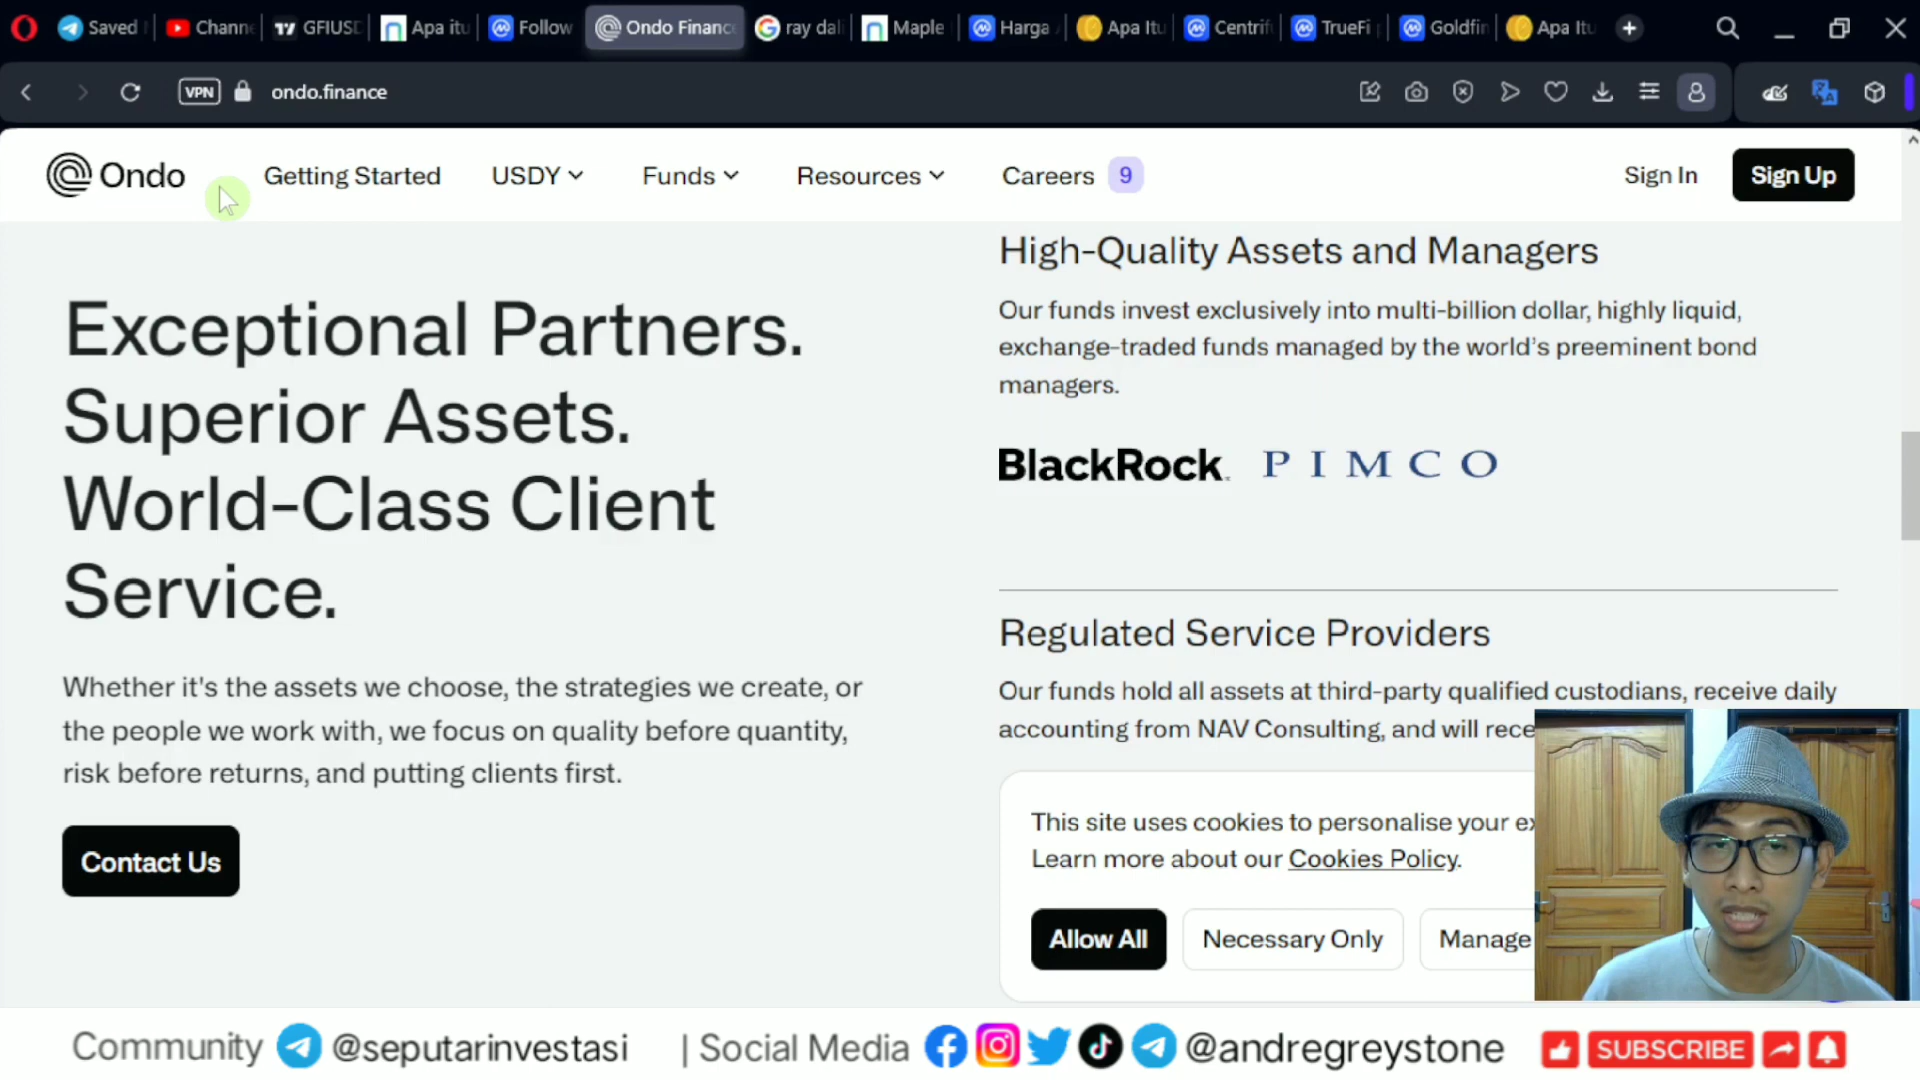 Saved
Channe
GFIUSD
Apa itu
Follow
Ondo Finance
ray dali
Maple
Harga
Apa Itu
Centrif
TrueFi
Goldfin
Apa Itu
VPN
ondo.finance
Ondo
Getting Started
USDY
Funds
Resources
Careers 9
Sign In
Sign Up
Exceptional Partners.
Superior Assets.
World-Class Client
Service.
Whether it's the assets we choose, the strategies we create, or
the people we work with, we focus on quality before quantity,
risk before returns, and putting clients first.
Contact Us
High-Quality Assets and Managers
Our funds invest exclusively into multi-billion dollar, highly liquid,
exchange-traded funds managed by the world's preeminent bond
managers.
BlackRock.
PIMCO
Regulated Service Providers
Our funds hold all assets at third-party qualified custodians, receive daily
accounting from NAV Consulting, and will rece
This site uses cookies to personalise your ex
Learn more about our Cookies Policy.
Allow All
Necessary Only
Manage
Community @seputarinvestasi | Social Media @andregreystone
SUBSCRIBE